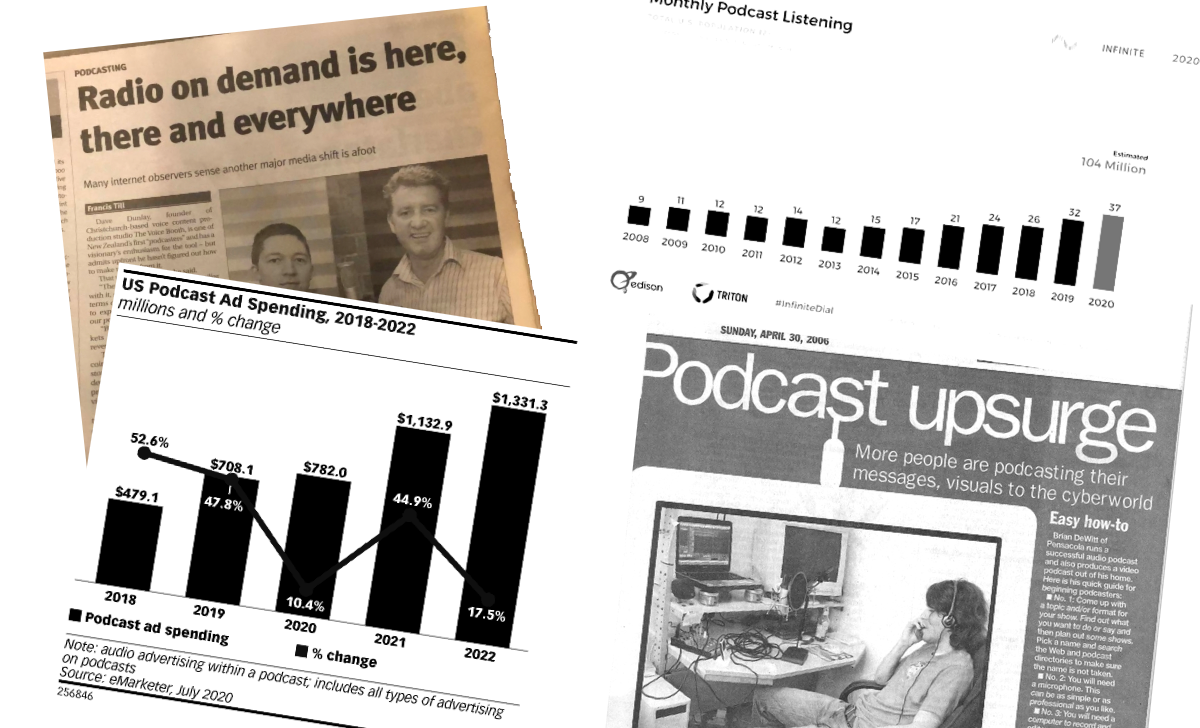 PODCASTING
Radio on demand is here,
there and everywhere
Many internet observers sense another major media shift is afoot
Francis Till
Dave Dunlay, founder of
Christchurch-based voice content pro-
duction studio The Voice Booth, is one of
New Zealand's first "podcasters" and has a
visionary's enthusiasm for the tool – but
admits upfront he hasn't figured out how
to make
US Podcast Ad Spending, 2018-2022
millions and % change
$1,331.3
$1,132.9
52.6%
$708.1
$782.0
$479.1
47.8%
44.9%
10.4%
17.5%
2018
2019
2020
2021
2022
Podcast ad spending
% change
Note: audio advertising within a podcast; includes all types of advertising
on podcasts
Source: eMarketer, July 2020
256846
Monthly Podcast Listening
INFINITE 2020
Estimated
104 Million
9 11 12 12 14 12 15 17 21 24 26 32 37
2008 2009 2010 2011 2012 2013 2014 2015 2016 2017 2018 2019 2020
edison
TRITON
#InfiniteDial
SUNDAY, APRIL 30, 2006
Podcast upsurge
More people are podcasting their
messages, visuals to the cyberworld
Easy how-to
Brian DeWitt of
Pensacola runs a
successful audio podcast
and also produces a video
podcast out of his home.
Here is his quick guide for
beginning podcasters:
■ No. 1: Come up with
a topic and/or format for
your show. Find out what
you want to do or say and
then plan out some shows.
Pick a name and search
the Web and podcast
directories to make sure
the name is not taken.
■ No. 2: You will need
a microphone. This
can be as simple or as
professional as you like.
■ No. 3: You will need a
computer to record and